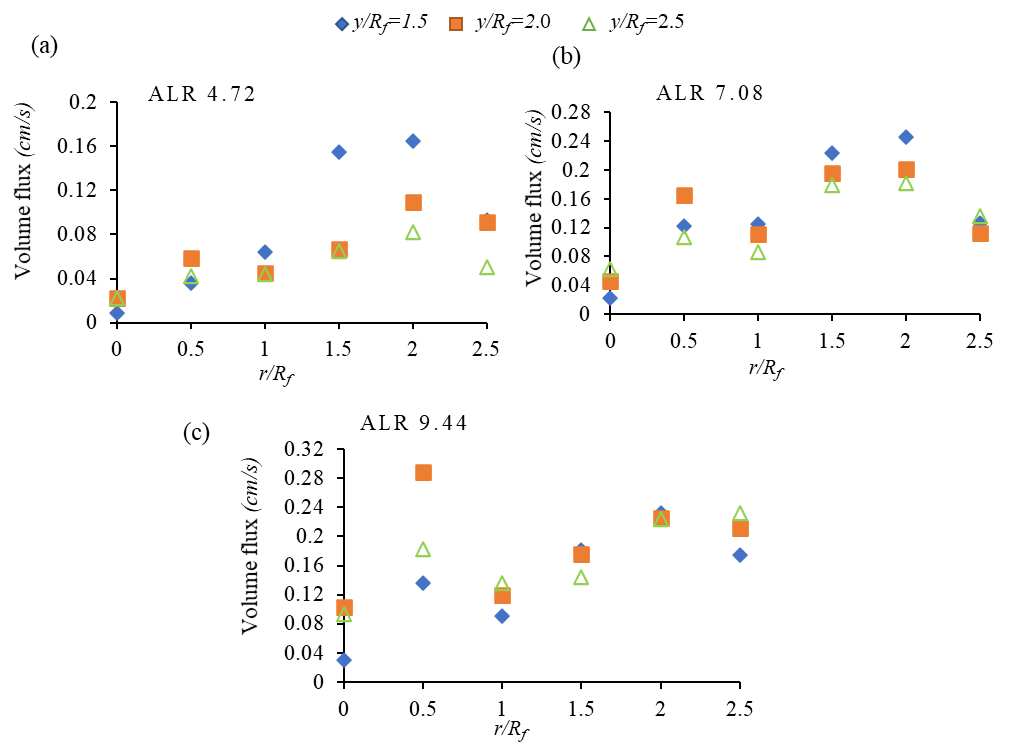 y/Rf=1.5 y/Rf=2.0 y/Rf=2.5
(a)
ALR 4.72
Volume flux (cm/s)
0.2
0.16
0.12
0.08
0.04
0
0 0.5 1 1.5 2 2.5
r/Rf
(b)
ALR 7.08
Volume flux (cm/s)
0.28
0.24
0.2
0.16
0.12
0.08
0.04
0
0 0.5 1 1.5 2 2.5
r/Rf
(c)
ALR 9.44
Volume flux (cm/s)
0.32
0.28
0.24
0.2
0.16
0.12
0.08
0.04
0
0 0.5 1 1.5 2 2.5
r/Rf